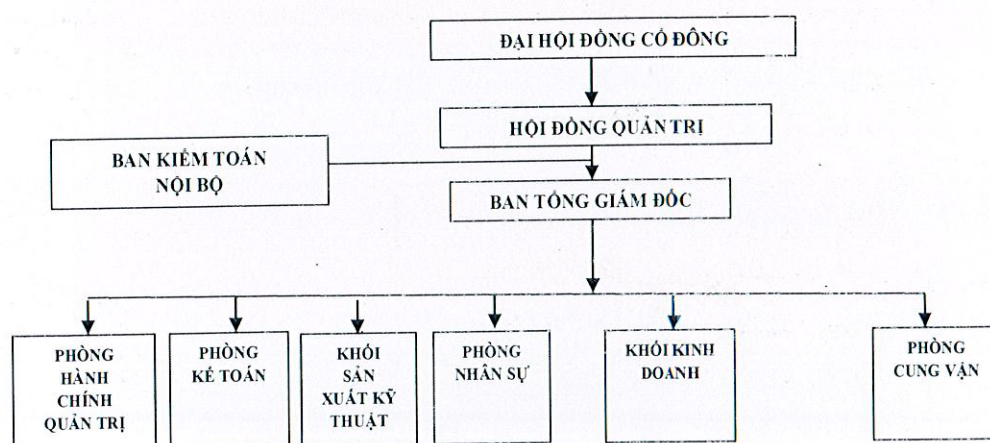 ĐẠI HỘI ĐỒNG CỔ ĐÔNG
HỘI ĐỒNG QUẢN TRỊ
BAN KIỂM TOÁN
NỘI BỘ
BAN TỔNG GIÁM ĐỐC
PHÒNG
HÀNH
CHÍNH
QUẢN TRỊ
PHÒNG
KẾ TOÁN
KHỐI
SẢN
XUẤT KỸ
THUẬT
PHÒNG
NHÂN SỰ
KHỐI KINH
DOANH
PHÒNG
CUNG VẬN